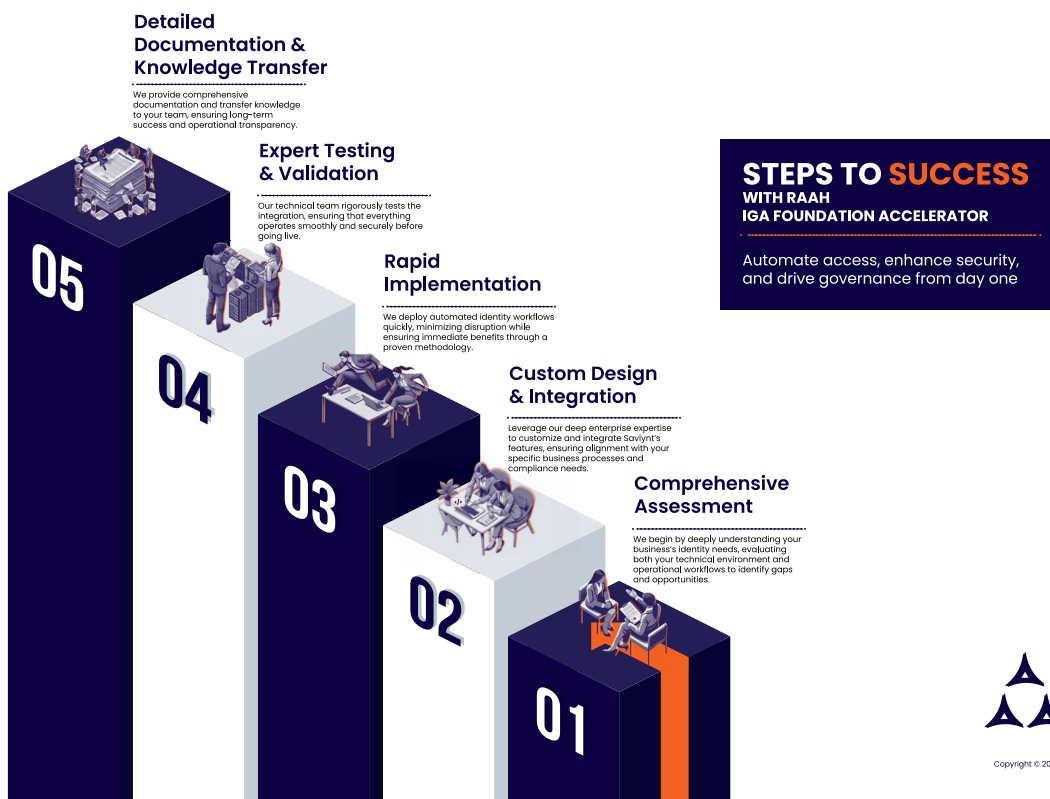 Detailed
Documentation &
Knowledge Transfer
We provide comprehensive
documentation and transfer knowledge
to your team, ensuring long-term
success and operational transparency.
Expert Testing
& Validation
Our technical team rigorously tests the
integration, ensuring that everything
operates smoothly and securely before
going live.
STEPS TO SUCCESS
WITH RAAH
IGA FOUNDATION ACCELERATOR
Automate access, enhance security,
and drive governance from day one
05
Rapid
Implementation
We deploy automated identity workflows
quickly, minimizing disruption while
ensuring immediate benefits through a
proven methodology.
04
Custom Design
& Integration
Leverage our deep enterprise expertise
to customize and integrate Saviynt's
features, ensuring alignment with your
specific business processes and
compliance needs.
03
Comprehensive
Assessment
We begin by deeply understanding your
business's identity needs, evaluating
both your technical environment and
operational workflows to identify gaps
and opportunities.
02
01
Copyright © 20